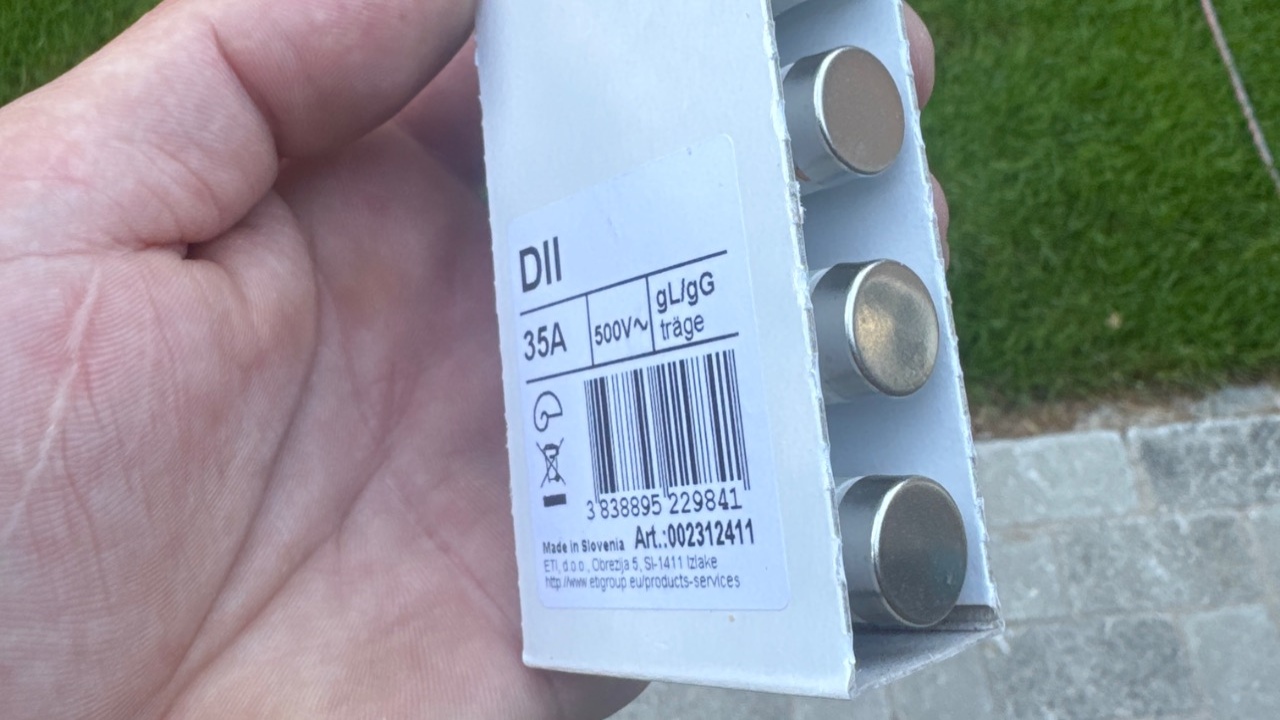 DII
35A
500V~
gL/gG
träge
3 838895 229841
Made in Slovenia Art.:002312411
ETI, d.o.o., Obrezija 5, SI-1411 Izlake
http://www.etigroup.eu/products-services